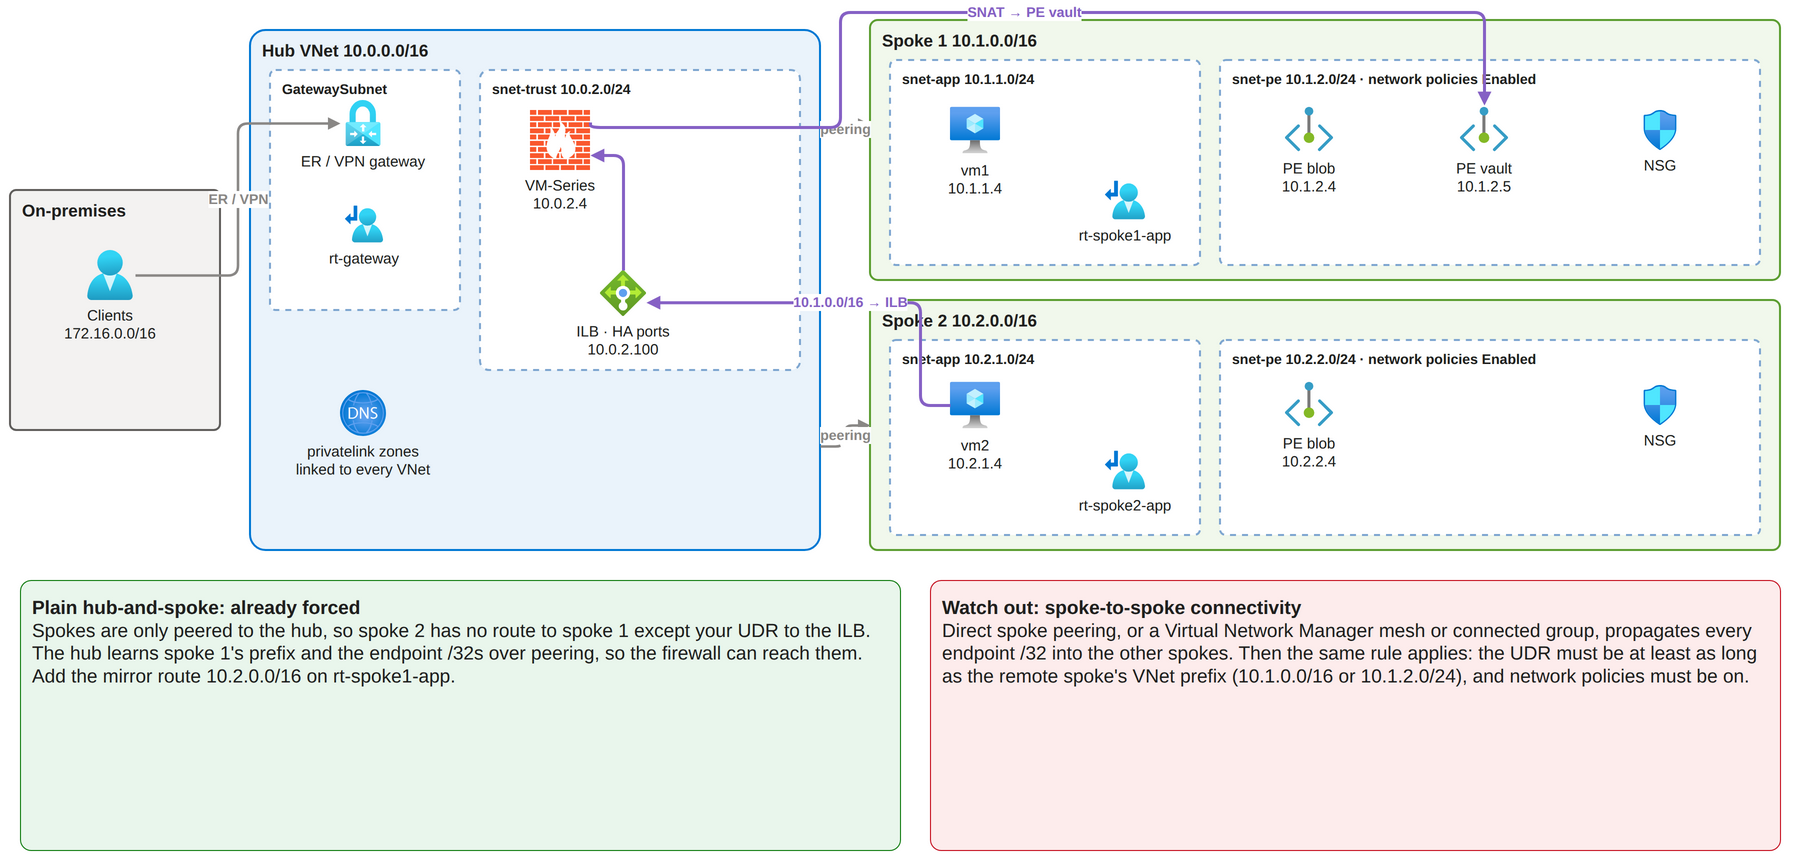 SNAT → PE vault
Hub VNet 10.0.0.0/16
GatewaySubnet
ER / VPN gateway
rt-gateway
snet-trust 10.0.2.0/24
VM-Series
10.0.2.4
ILB · HA ports
10.0.2.100
privatelink zones
linked to every VNet
On-premises
Clients
172.16.0.0/16
ER / VPN
peering
peering
10.1.0.0/16 → ILB
Spoke 1 10.1.0.0/16
snet-app 10.1.1.0/24
vm1
10.1.1.4
rt-spoke1-app
snet-pe 10.1.2.0/24 · network policies Enabled
PE blob
10.1.2.4
PE vault
10.1.2.5
NSG
Spoke 2 10.2.0.0/16
snet-app 10.2.1.0/24
vm2
10.2.1.4
rt-spoke2-app
snet-pe 10.2.2.0/24 · network policies Enabled
PE blob
10.2.2.4
NSG
DNS
Plain hub-and-spoke: already forced
Spokes are only peered to the hub, so spoke 2 has no route to spoke 1 except your UDR to the ILB.
The hub learns spoke 1's prefix and the endpoint /32s over peering, so the firewall can reach them.
Add the mirror route 10.2.0.0/16 on rt-spoke1-app.
Watch out: spoke-to-spoke connectivity
Direct spoke peering, or a Virtual Network Manager mesh or connected group, propagates every
endpoint /32 into the other spokes. Then the same rule applies: the UDR must be at least as long
as the remote spoke's VNet prefix (10.1.0.0/16 or 10.1.2.0/24), and network policies must be on.